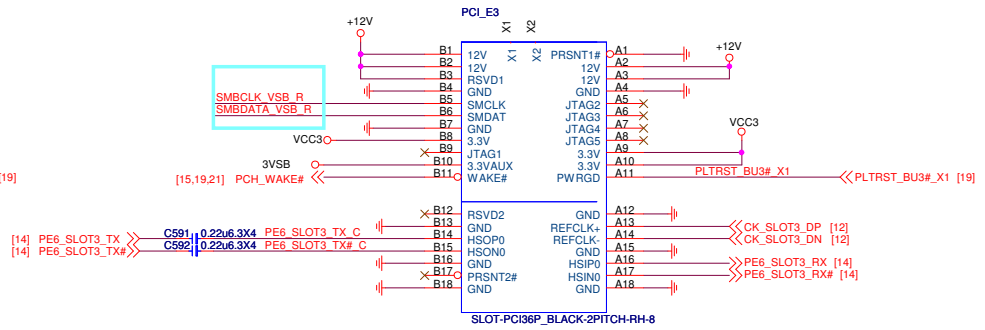 PCI_E3
X1 X2
+12V
+12V
B1 12V X1 X2 PRSNT1# A1
B2 12V 12V A2
B3 RSVD1 12V A3
B4 GND GND A4
SMBCLK_VSB_R B5 SMCLK JTAG2 A5
SMBDATA_VSB_R B6 SMDAT JTAG3 A6
B7 GND JTAG4 A7
VCC3 B8 3.3V JTAG5 A8
VCC3
B9 JTAG1 3.3V A9
3VSB B10 3.3VAUX 3.3V A10
[19] [15,19,21] PCH_WAKE# B11 WAKE# PWRGD A11 PLTRST_BU3#_X1 PLTRST_BU3#_X1 [19]
B12 RSVD2 GND A12
B13 GND REFCLK+ A13 CK_SLOT3_DP [12]
[14] PE6_SLOT3_TX C591 0.22u6.3X4 PE6_SLOT3_TX_C B14 HSOP0 REFCLK- A14 CK_SLOT3_DN [12]
[14] PE6_SLOT3_TX# C592 0.22u6.3X4 PE6_SLOT3_TX#_C B15 HSON0 GND A15
B16 GND HSIP0 A16 PE6_SLOT3_RX [14]
B17 PRSNT2# HSIN0 A17 PE6_SLOT3_RX# [14]
B18 GND GND A18
SLOT-PCI36P_BLACK-2PITCH-RH-8